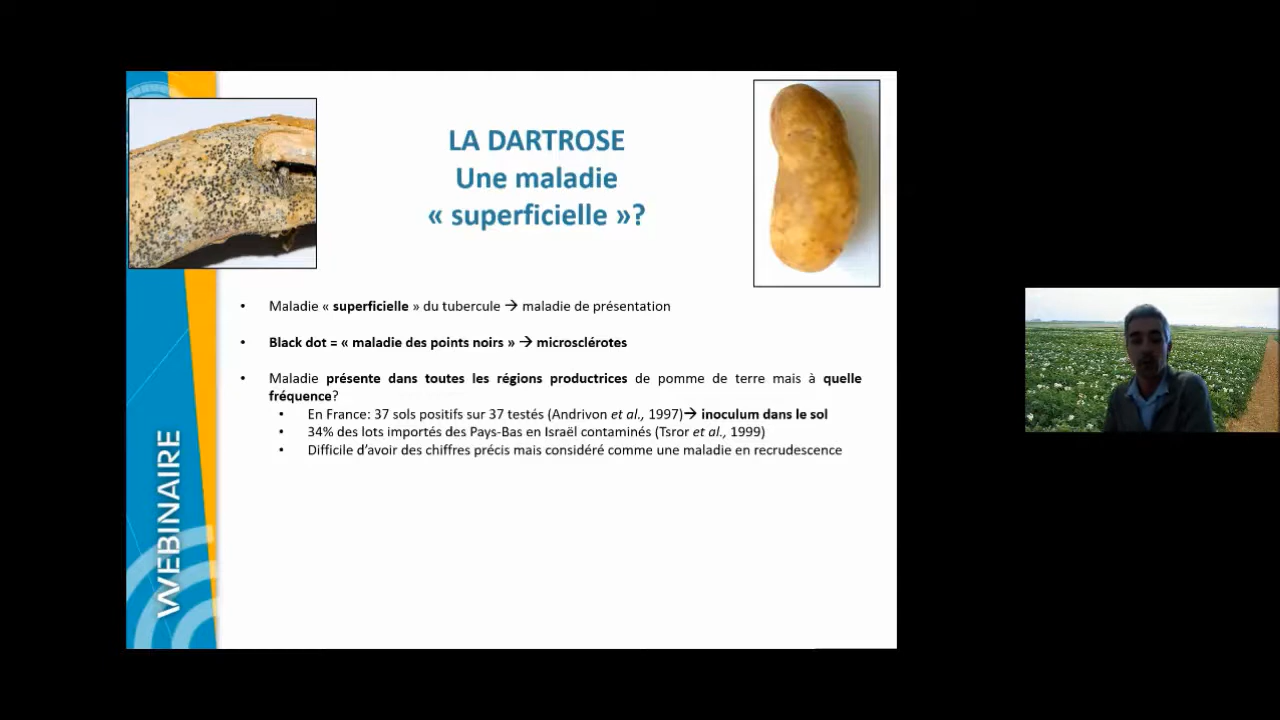 LA DARTROSE
Une maladie
« superficielle »?
• Maladie « superficielle » du tubercule → maladie de présentation
• Black dot = « maladie des points noirs » → microsclérotes
• Maladie présente dans toutes les régions productrices de pomme de terre mais à quelle
fréquence?
• En France: 37 sols positifs sur 37 testés (Andrivon et al., 1997)→ inoculum dans le sol
• 34% des lots importés des Pays-Bas en Israël contaminés (Tsror et al., 1999)
• Difficile d’avoir des chiffres précis mais considéré comme une maladie en recrudescence
WEBINAIRE